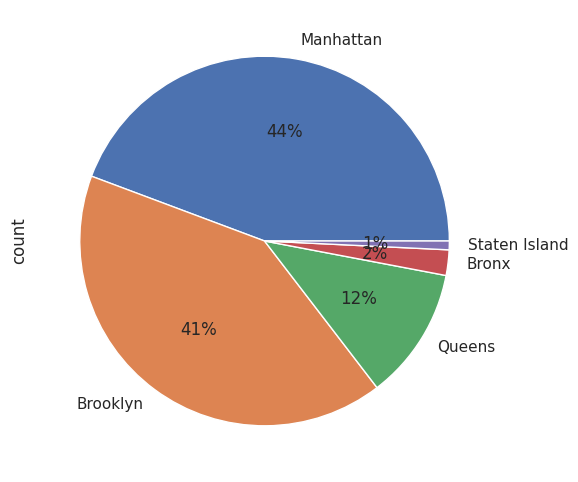 Manhattan
44%
count
1%
Staten Island
2%
Bronx
12%
41%
Queens
Brooklyn